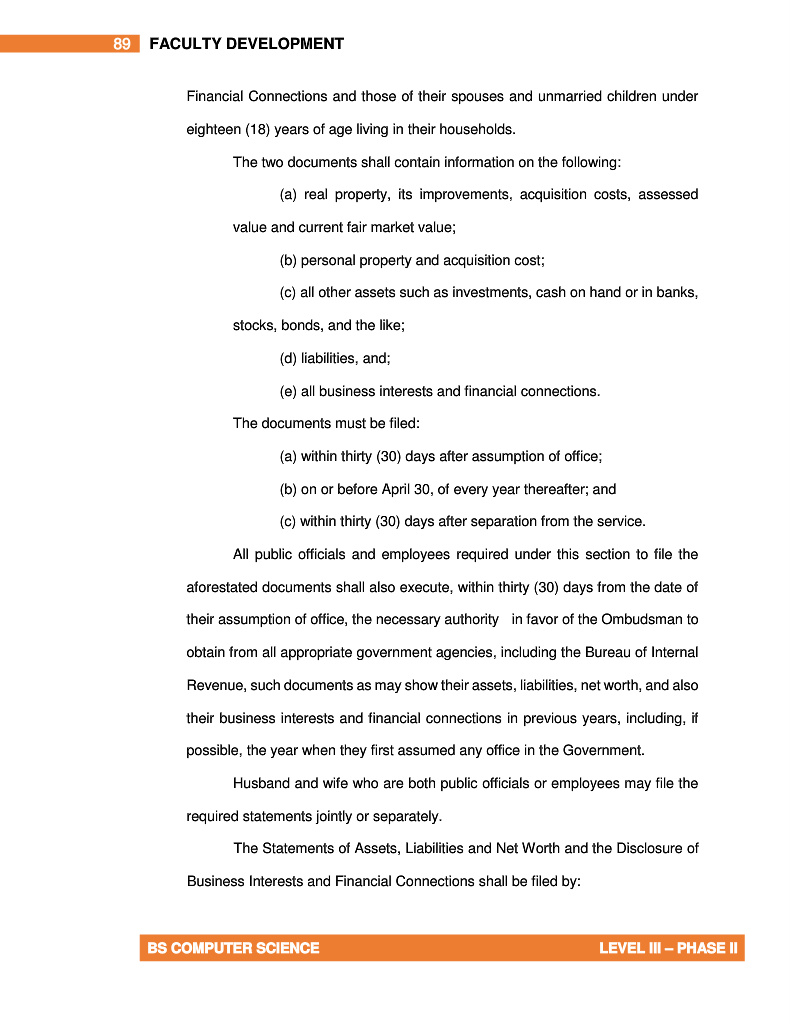 89 FACULTY DEVELOPMENT
Financial Connections and those of their spouses and unmarried children under
eighteen (18) years of age living in their households.
The two documents shall contain information on the following:
(a) real property, its improvements, acquisition costs, assessed
value and current fair market value;
(b) personal property and acquisition cost;
(c) all other assets such as investments, cash on hand or in banks,
stocks, bonds, and the like;
(d) liabilities, and;
(e) all business interests and financial connections.
The documents must be filed:
(a) within thirty (30) days after assumption of office;
(b) on or before April 30, of every year thereafter; and
(c) within thirty (30) days after separation from the service.
All public officials and employees required under this section to file the
aforestated documents shall also execute, within thirty (30) days from the date of
their assumption of office, the necessary authority in favor of the Ombudsman to
obtain from all appropriate government agencies, including the Bureau of Internal
Revenue, such documents as may show their assets, liabilities, net worth, and also
their business interests and financial connections in previous years, including, if
possible, the year when they first assumed any office in the Government.
Husband and wife who are both public officials or employees may file the
required statements jointly or separately.
The Statements of Assets, Liabilities and Net Worth and the Disclosure of
Business Interests and Financial Connections shall be filed by:
BS COMPUTER SCIENCE LEVEL III – PHASE II